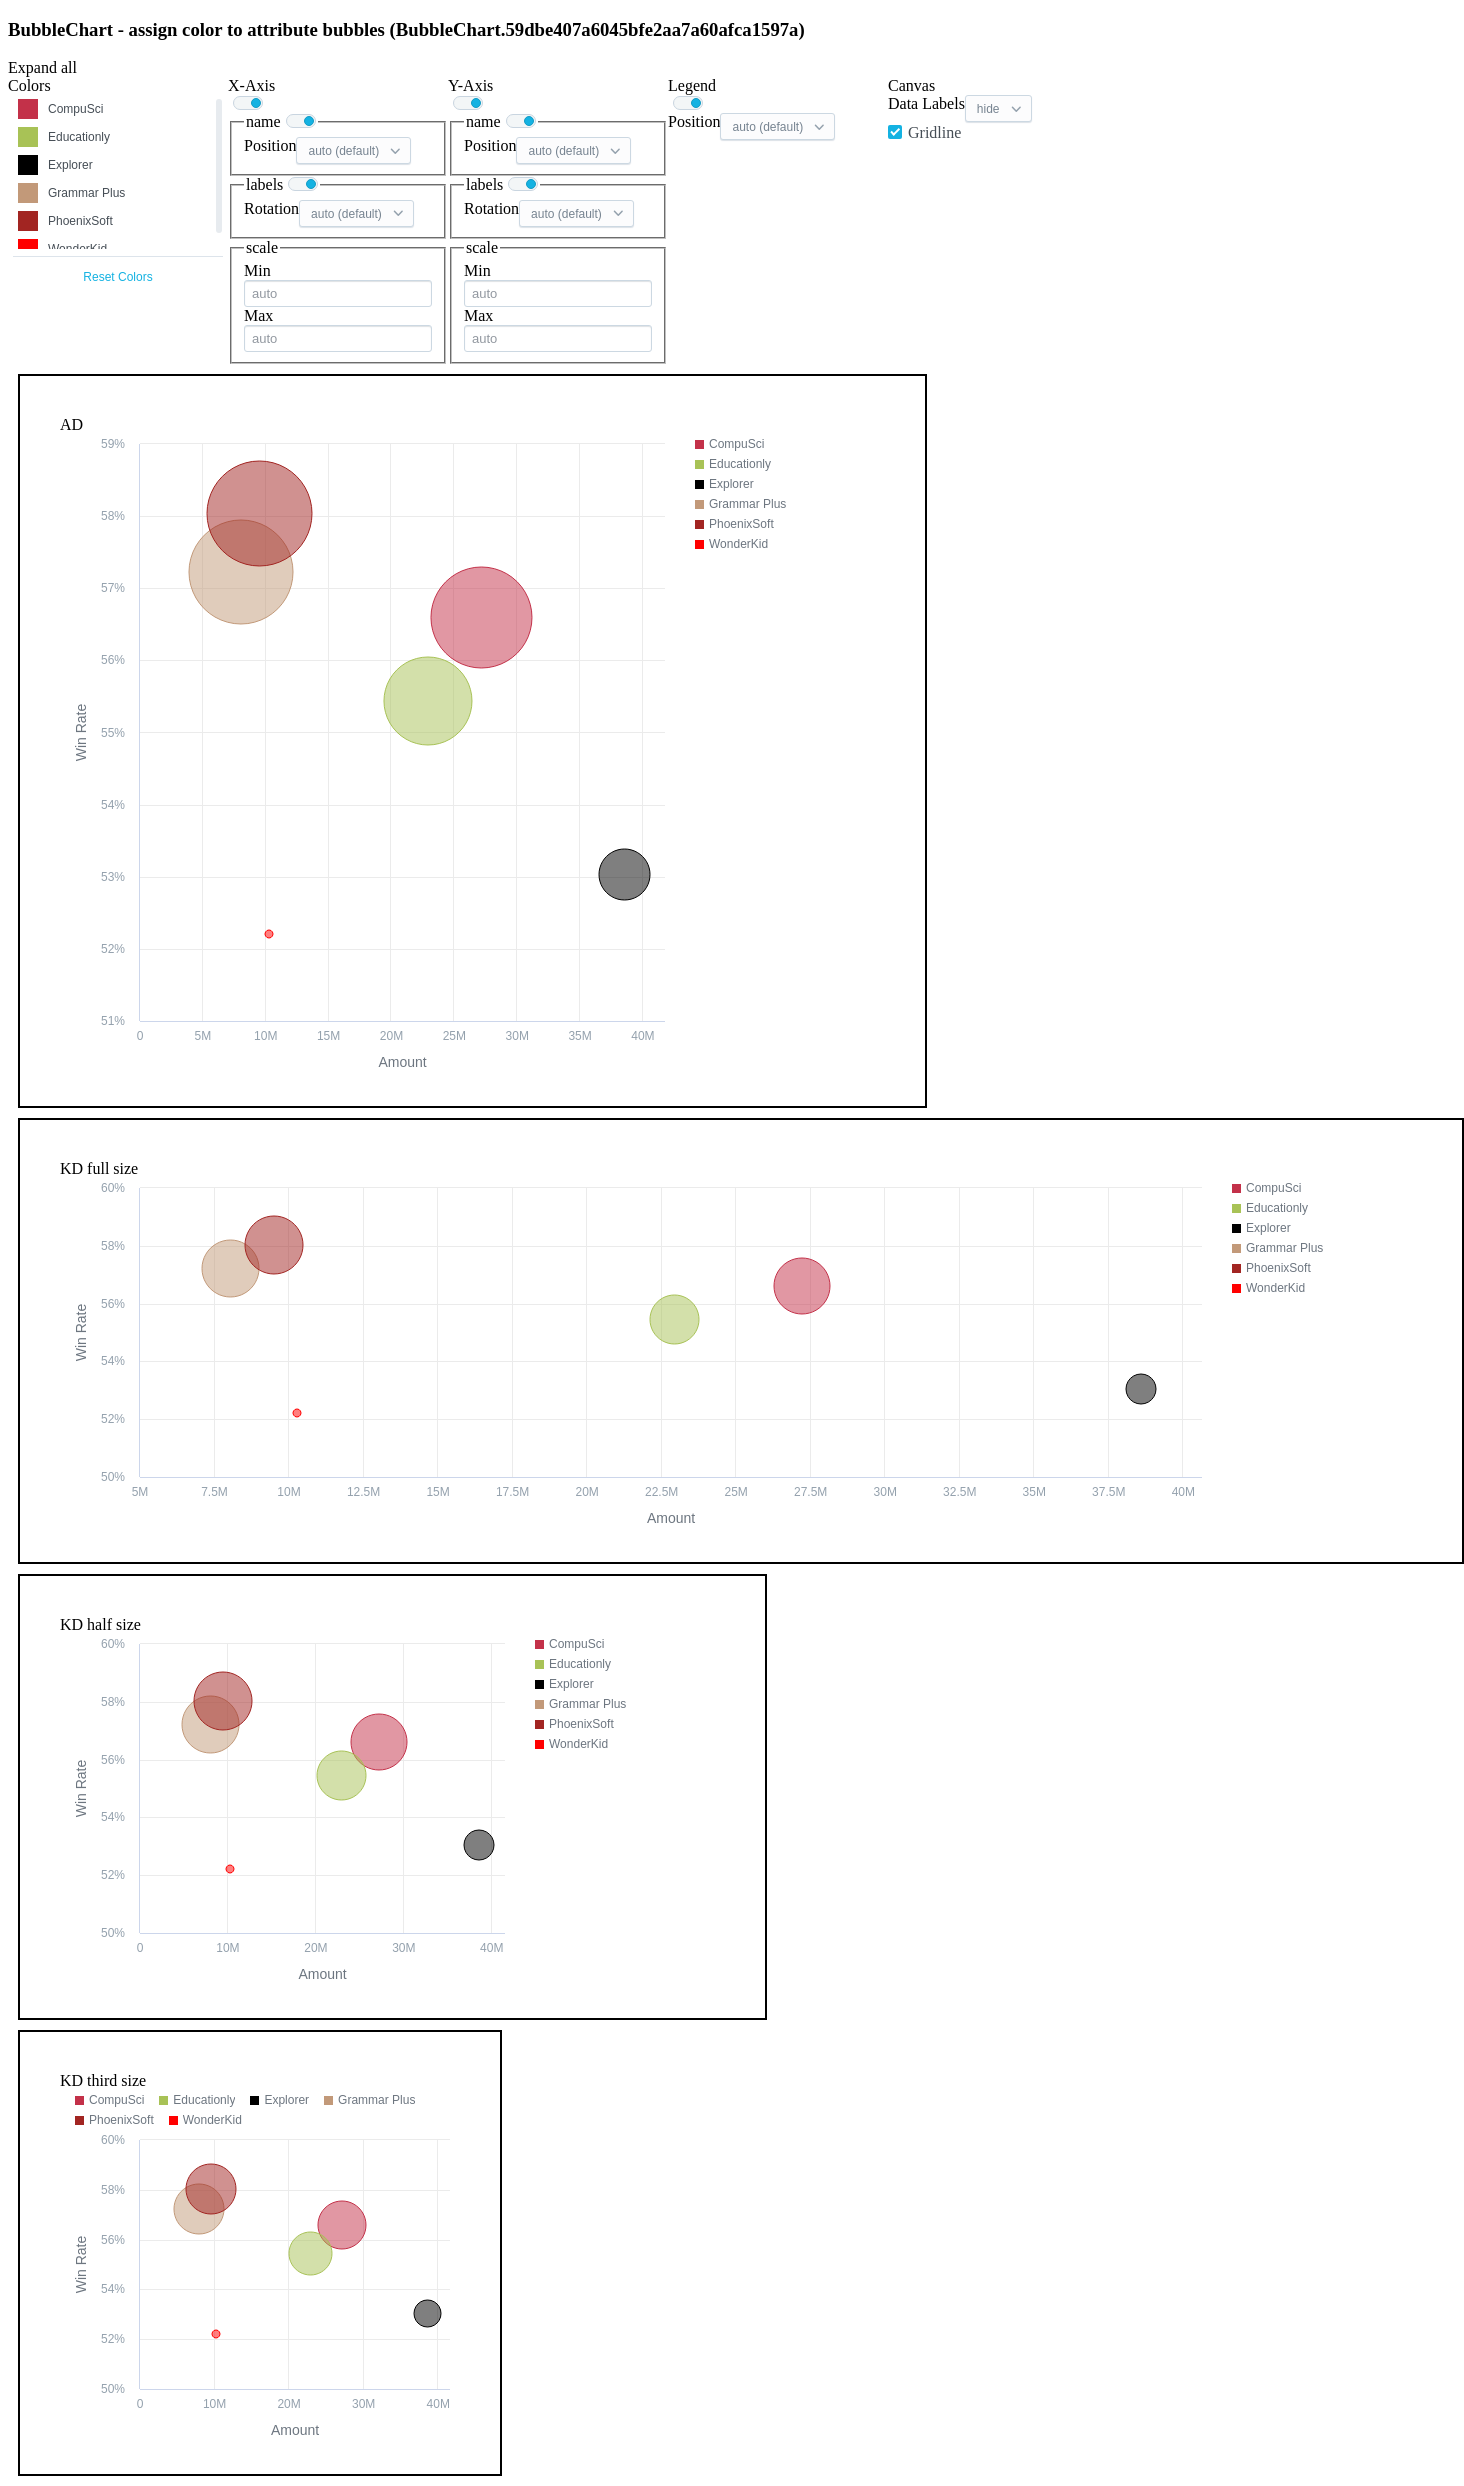 BubbleChart - assign color to attribute bubbles (BubbleChart.59dbe407a6045bfe2aa7a60afca1597a)
Expand all
Colors
CompuSci
Educationly
Explorer
Grammar Plus
PhoenixSoft
WonderKid
Reset Colors
X-Axis
name
Position auto (default)
labels
Rotation auto (default)
scale
Min
auto
Max
auto
Y-Axis
name
Position auto (default)
labels
Rotation auto (default)
scale
Min
auto
Max
auto
Legend
Position auto (default)
Canvas
Data Labels hide
Gridline
AD
59%
58%
57%
56%
55%
54%
53%
52%
51%
Win Rate
0 5M 10M 15M 20M 25M 30M 35M 40M
Amount
CompuSci
Educationly
Explorer
Grammar Plus
PhoenixSoft
WonderKid
KD full size
60%
58%
56%
54%
52%
50%
Win Rate
5M 7.5M 10M 12.5M 15M 17.5M 20M 22.5M 25M 27.5M 30M 32.5M 35M 37.5M 40M
Amount
CompuSci
Educationly
Explorer
Grammar Plus
PhoenixSoft
WonderKid
KD half size
60%
58%
56%
54%
52%
50%
Win Rate
0 10M 20M 30M 40M
Amount
CompuSci
Educationly
Explorer
Grammar Plus
PhoenixSoft
WonderKid
KD third size
CompuSci Educationly Explorer Grammar Plus
PhoenixSoft WonderKid
60%
58%
56%
54%
52%
50%
Win Rate
0 10M 20M 30M 40M
Amount